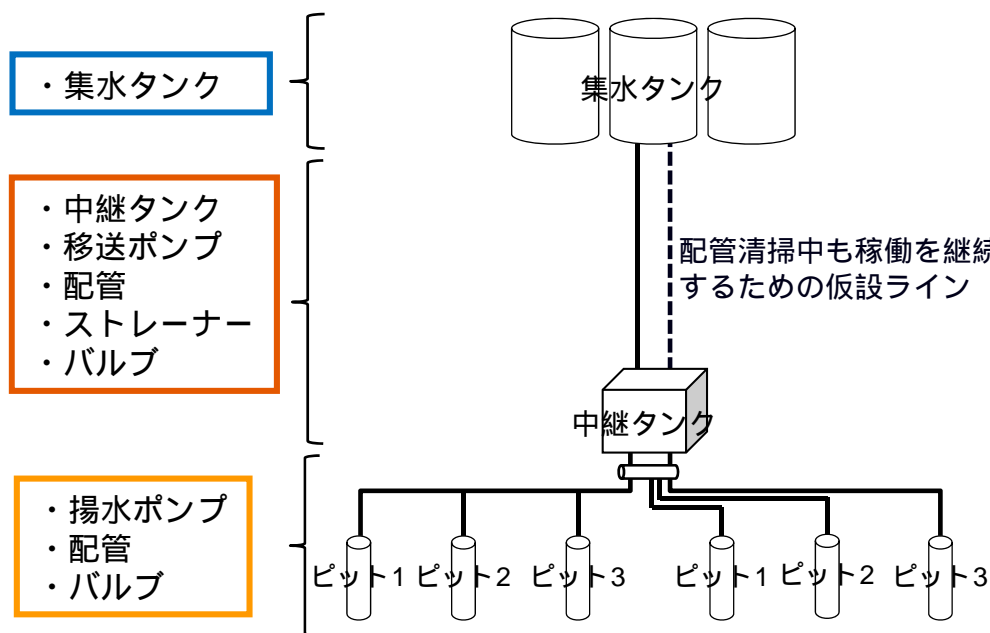 ・集水タンク
集水タンク
・中継タンク
・移送ポンプ
・配管
・ストレーナー
・バルブ
配管清掃中も稼働を継続
するための仮設ライン
中継タンク
・揚水ポンプ
・配管
・バルブ
ピット1 ピット2 ピット3 ピット1 ピット2 ピット3